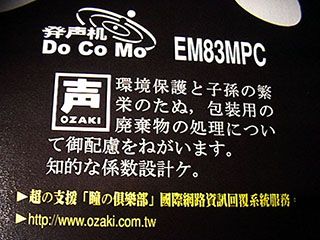 発声机
Do Co Mo
EM83MPC
声
OZAKI
環境保護と子孫の繁
栄のたぬ，包装用の
廃棄物の処理につい
て御配慮をねがいます。
知的な係数設計ケ。
►超の支援「瞳の俱樂部」國際網路資訊回覆系統服務
►http://www.ozaki.com.tw